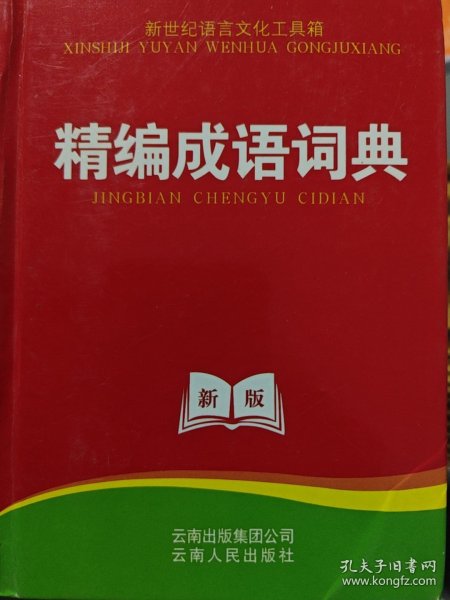 新世纪语言文化工具箱
XINSHIJI YUYAN WENHUA GONGJUXIANG
精编成语词典
JINGBIAN CHENGYU CIDIAN
新版
云南出版集团公司
云南人民出版社
孔夫子旧书网
www.kongfz.com